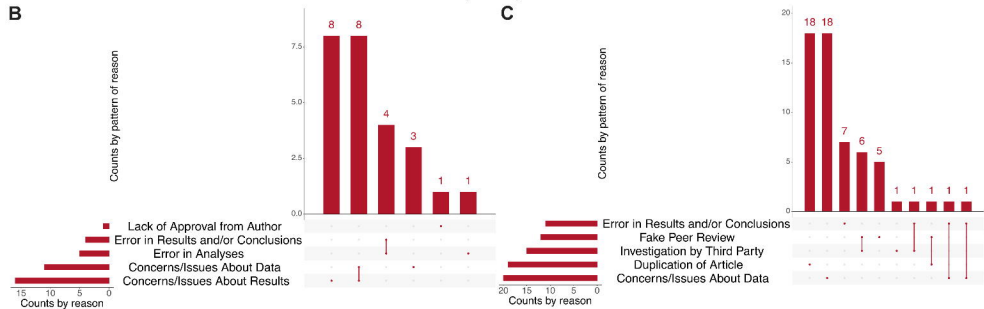 B
8 8
7.5
Counts by pattern of reason
5.0
4
3
2.5
1 1
0.0
Lack of Approval from Author
Error in Results and/or Conclusions
Error in Analyses
Concerns/Issues About Data
Concerns/Issues About Results
15 10 5 0
Counts by reason
C
20
18 18
15
Counts by pattern of reason
10
7
6
5
5
1 1 1 1 1
0
Error in Results and/or Conclusions
Fake Peer Review
Investigation by Third Party
Duplication of Article
Concerns/Issues About Data
20 15 10 5 0
Counts by reason